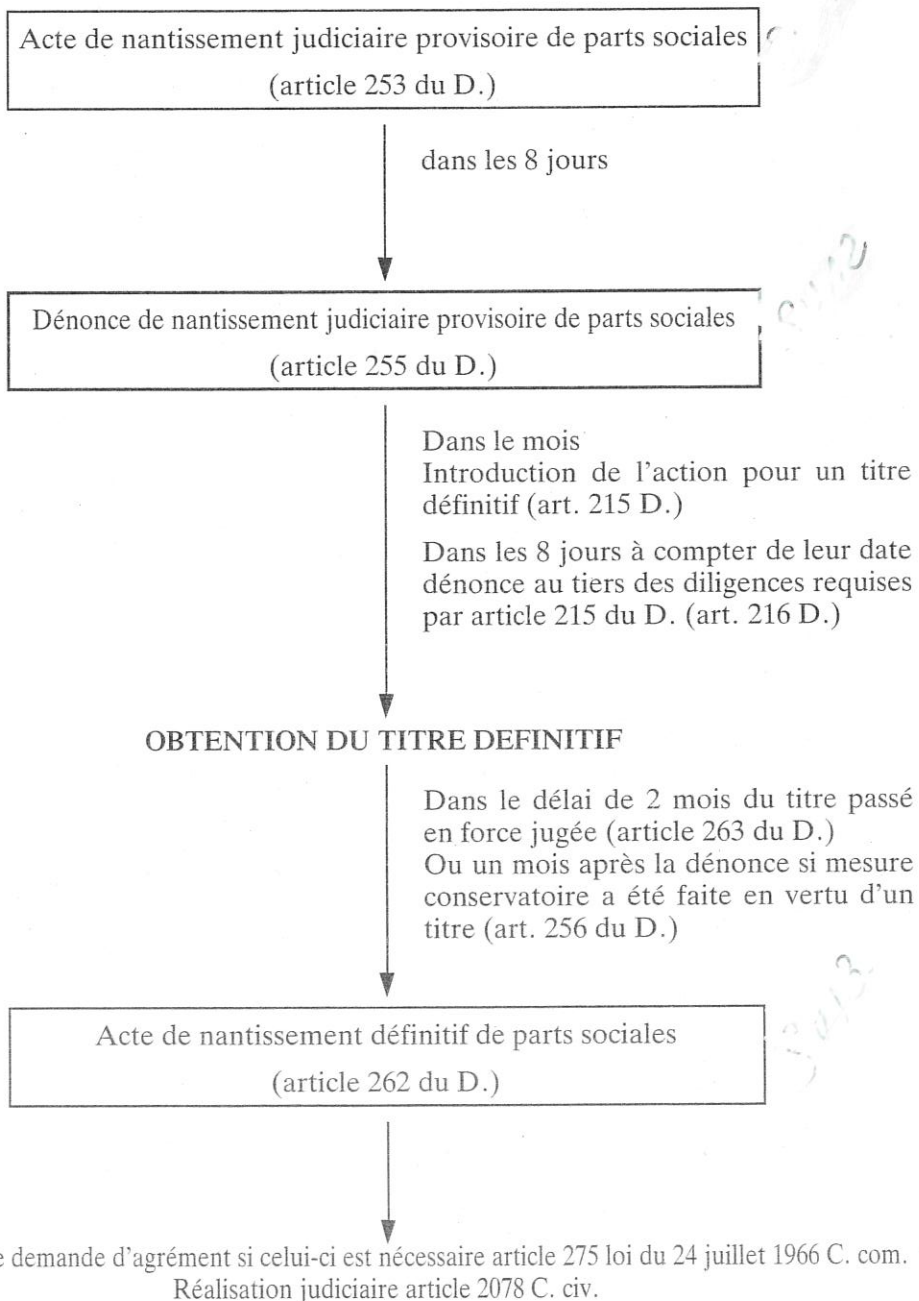 Acte de nantissement judiciaire provisoire de parts sociales
(article 253 du D.)
dans les 8 jours
Dénonce de nantissement judiciaire provisoire de parts sociales
(article 255 du D.)
Dans le mois
Introduction de l'action pour un titre
définitif (art. 215 D.)
Dans les 8 jours à compter de leur date
dénonce au tiers des diligences requises
par article 215 du D. (art. 216 D.)
OBTENTION DU TITRE DEFINITIF
Dans le délai de 2 mois du titre passé
en force jugée (article 263 du D.)
Ou un mois après la dénonce si mesure
conservatoire a été faite en vertu d'un
titre (art. 256 du D.)
Acte de nantissement définitif de parts sociales
(article 262 du D.)
demande d'agrément si celui-ci est nécessaire article 275 loi du 24 juillet 1966 C. com.
Réalisation judiciaire article 2078 C. civ.